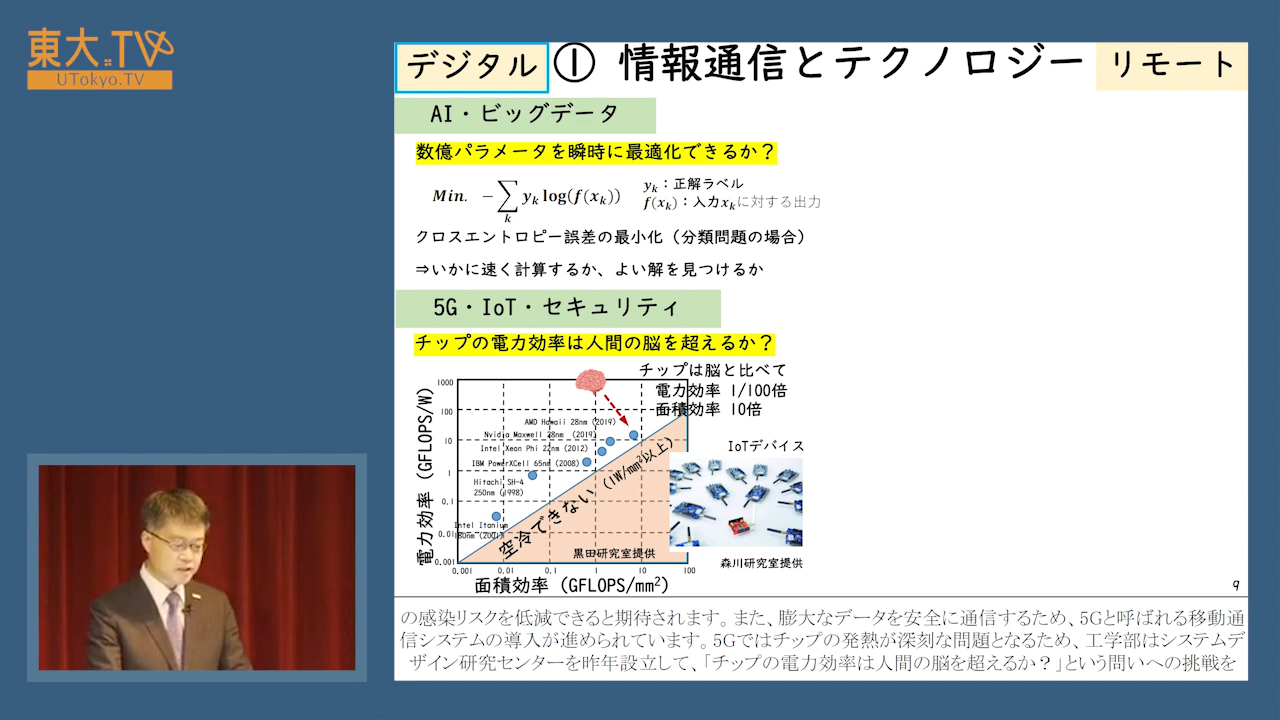 東大.TV
UTokyo.TV
デジタル
① 情報通信とテクノロジー
リモート
AI・ビッグデータ
数億パラメータを瞬時に最適化できるか？
Min. −∑k yk log(f(xk))
yk：正解ラベル
f(xk)：入力xkに対する出力
クロスエントロピー誤差の最小化（分類問題の場合）
⇒いかに速く計算するか、よい解を見つけるか
5G・IoT・セキュリティ
チップの電力効率は人間の脳を超えるか？
チップは脳と比べて
電力効率 1/100倍
面積効率 10倍
電力効率 (GFLOPS/W)
1000
100
10
1
0.1
0.01
0.001
AMD Hawaii 28nm (2019)
Nvidia Maxwell 28nm (2019)
Intel Xeon Phi 22nm (2012)
IBM PowerXCell 65nm (2008)
Hitachi SH-4
250nm (1998)
Intel Itanium
180nm (2001)
空冷できない (1W/mm²以上)
黒田研究室提供
0.001
0.01
0.1
1
10
100
面積効率 (GFLOPS/mm²)
IoTデバイス
森川研究室提供
9
の感染リスクを低減できると期待されます。また、膨大なデータを安全に通信するため、5Gと呼ばれる移動通
信システムの導入が進められています。5Gではチップの発熱が深刻な問題となるため、工学部はシステムデ
ザイン研究センターを昨年設立して、「チップの電力効率は人間の脳を超えるか？」という問いへの挑戦を